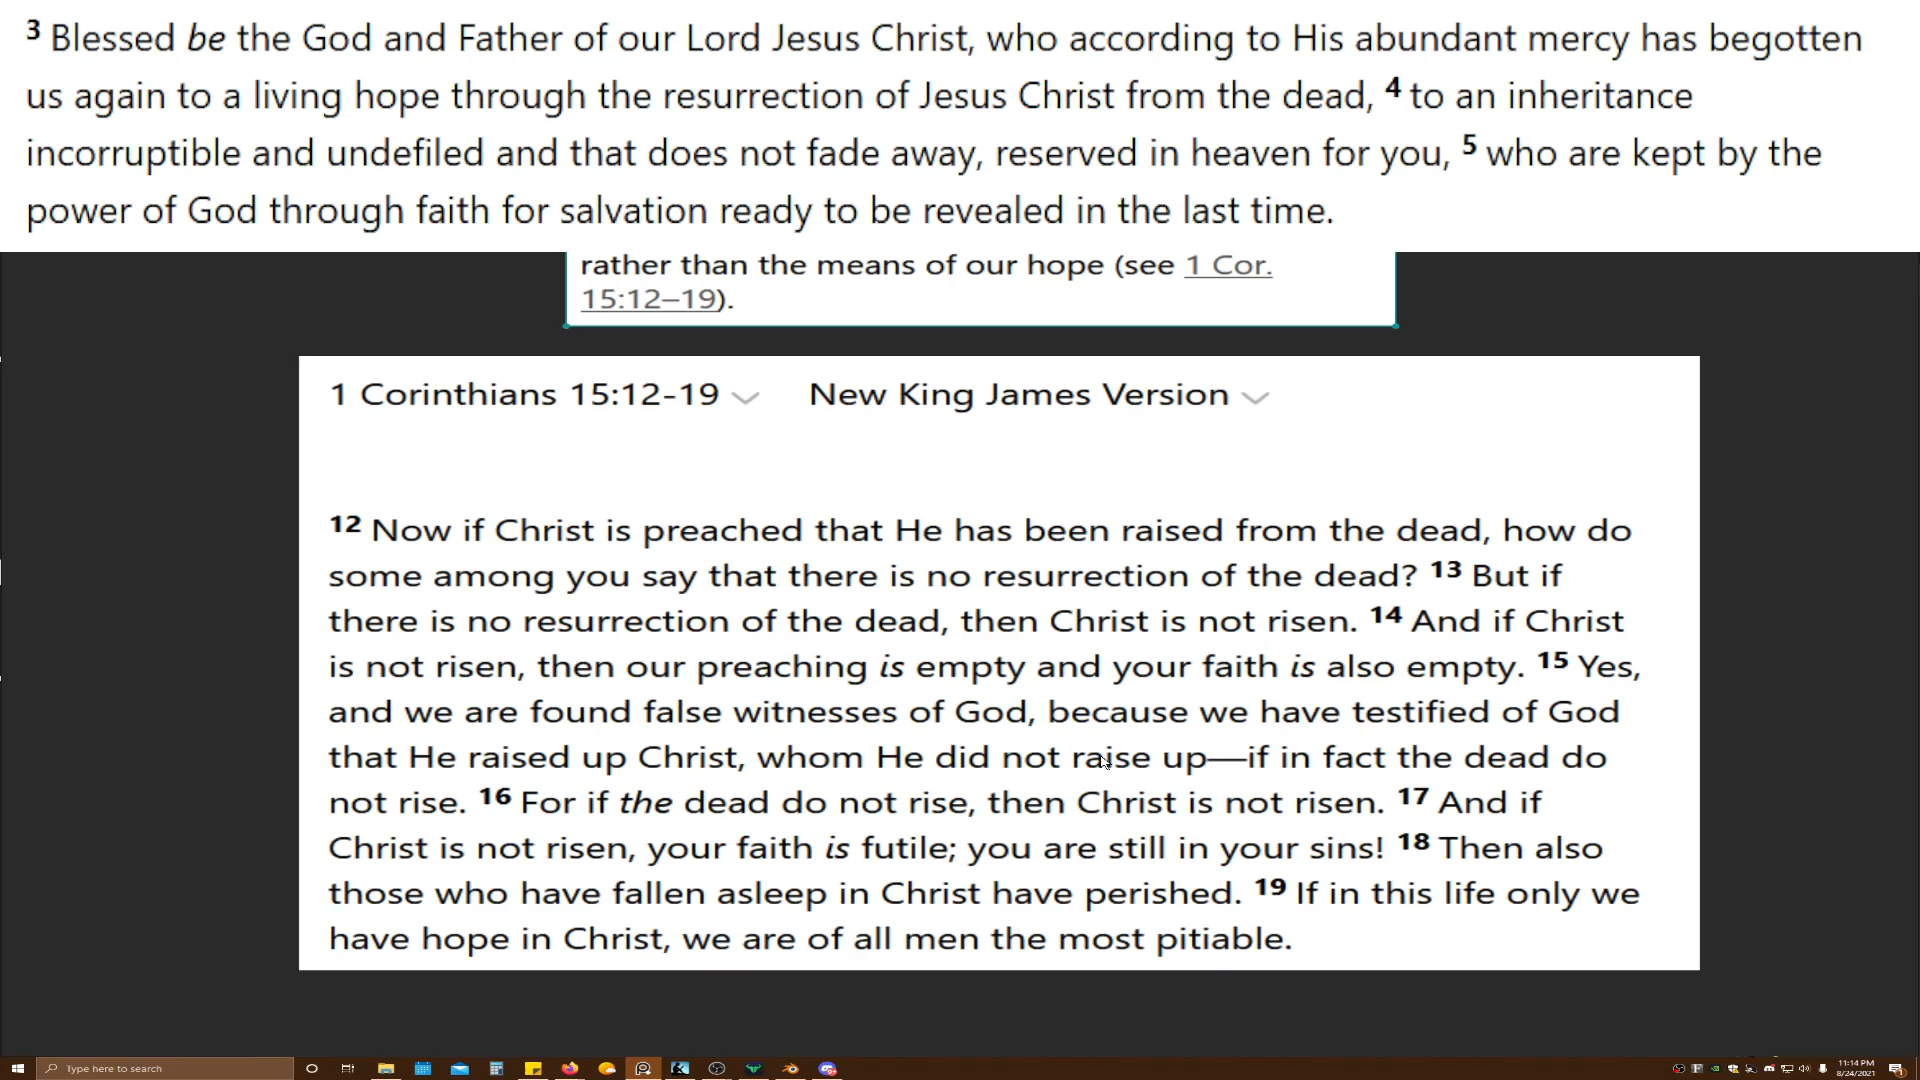 3 Blessed be the God and Father of our Lord Jesus Christ, who according to His abundant mercy has begotten
us again to a living hope through the resurrection of Jesus Christ from the dead, 4 to an inheritance
incorruptible and undefiled and that does not fade away, reserved in heaven for you, 5 who are kept by the
power of God through faith for salvation ready to be revealed in the last time.
rather than the means of our hope (see 1 Cor.
15:12–19).
1 Corinthians 15:12-19 New King James Version
12 Now if Christ is preached that He has been raised from the dead, how do
some among you say that there is no resurrection of the dead? 13 But if
there is no resurrection of the dead, then Christ is not risen. 14 And if Christ
is not risen, then our preaching is empty and your faith is also empty. 15 Yes,
and we are found false witnesses of God, because we have testified of God
that He raised up Christ, whom He did not raise up—if in fact the dead do
not rise. 16 For if the dead do not rise, then Christ is not risen. 17 And if
Christ is not risen, your faith is futile; you are still in your sins! 18 Then also
those who have fallen asleep in Christ have perished. 19 If in this life only we
have hope in Christ, we are of all men the most pitiable.
Type here to search
11:14 PM
8/24/2021